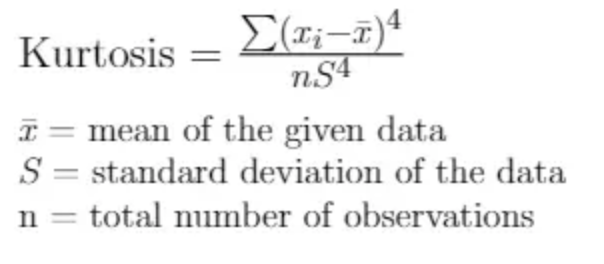 Kurtosis = ∑(xᵢ−x̄)⁴ / nS⁴
x̄ = mean of the given data
S = standard deviation of the data
n = total number of observations